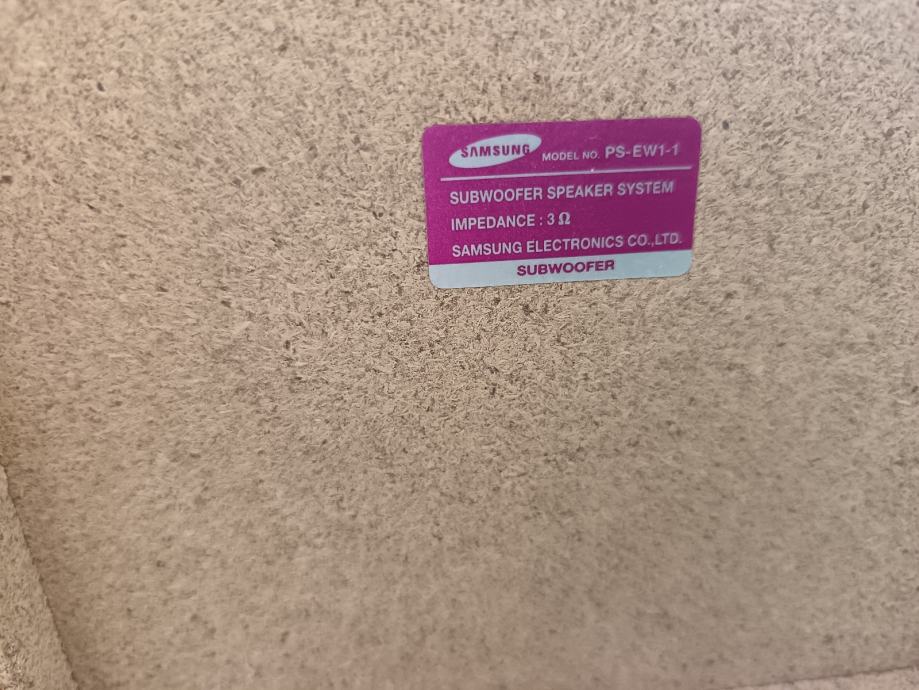 SAMSUNG MODEL NO. PS-EW1-1
SUBWOOFER SPEAKER SYSTEM
IMPEDANCE : 3 Ω
SAMSUNG ELECTRONICS CO.,LTD.
SUBWOOFER